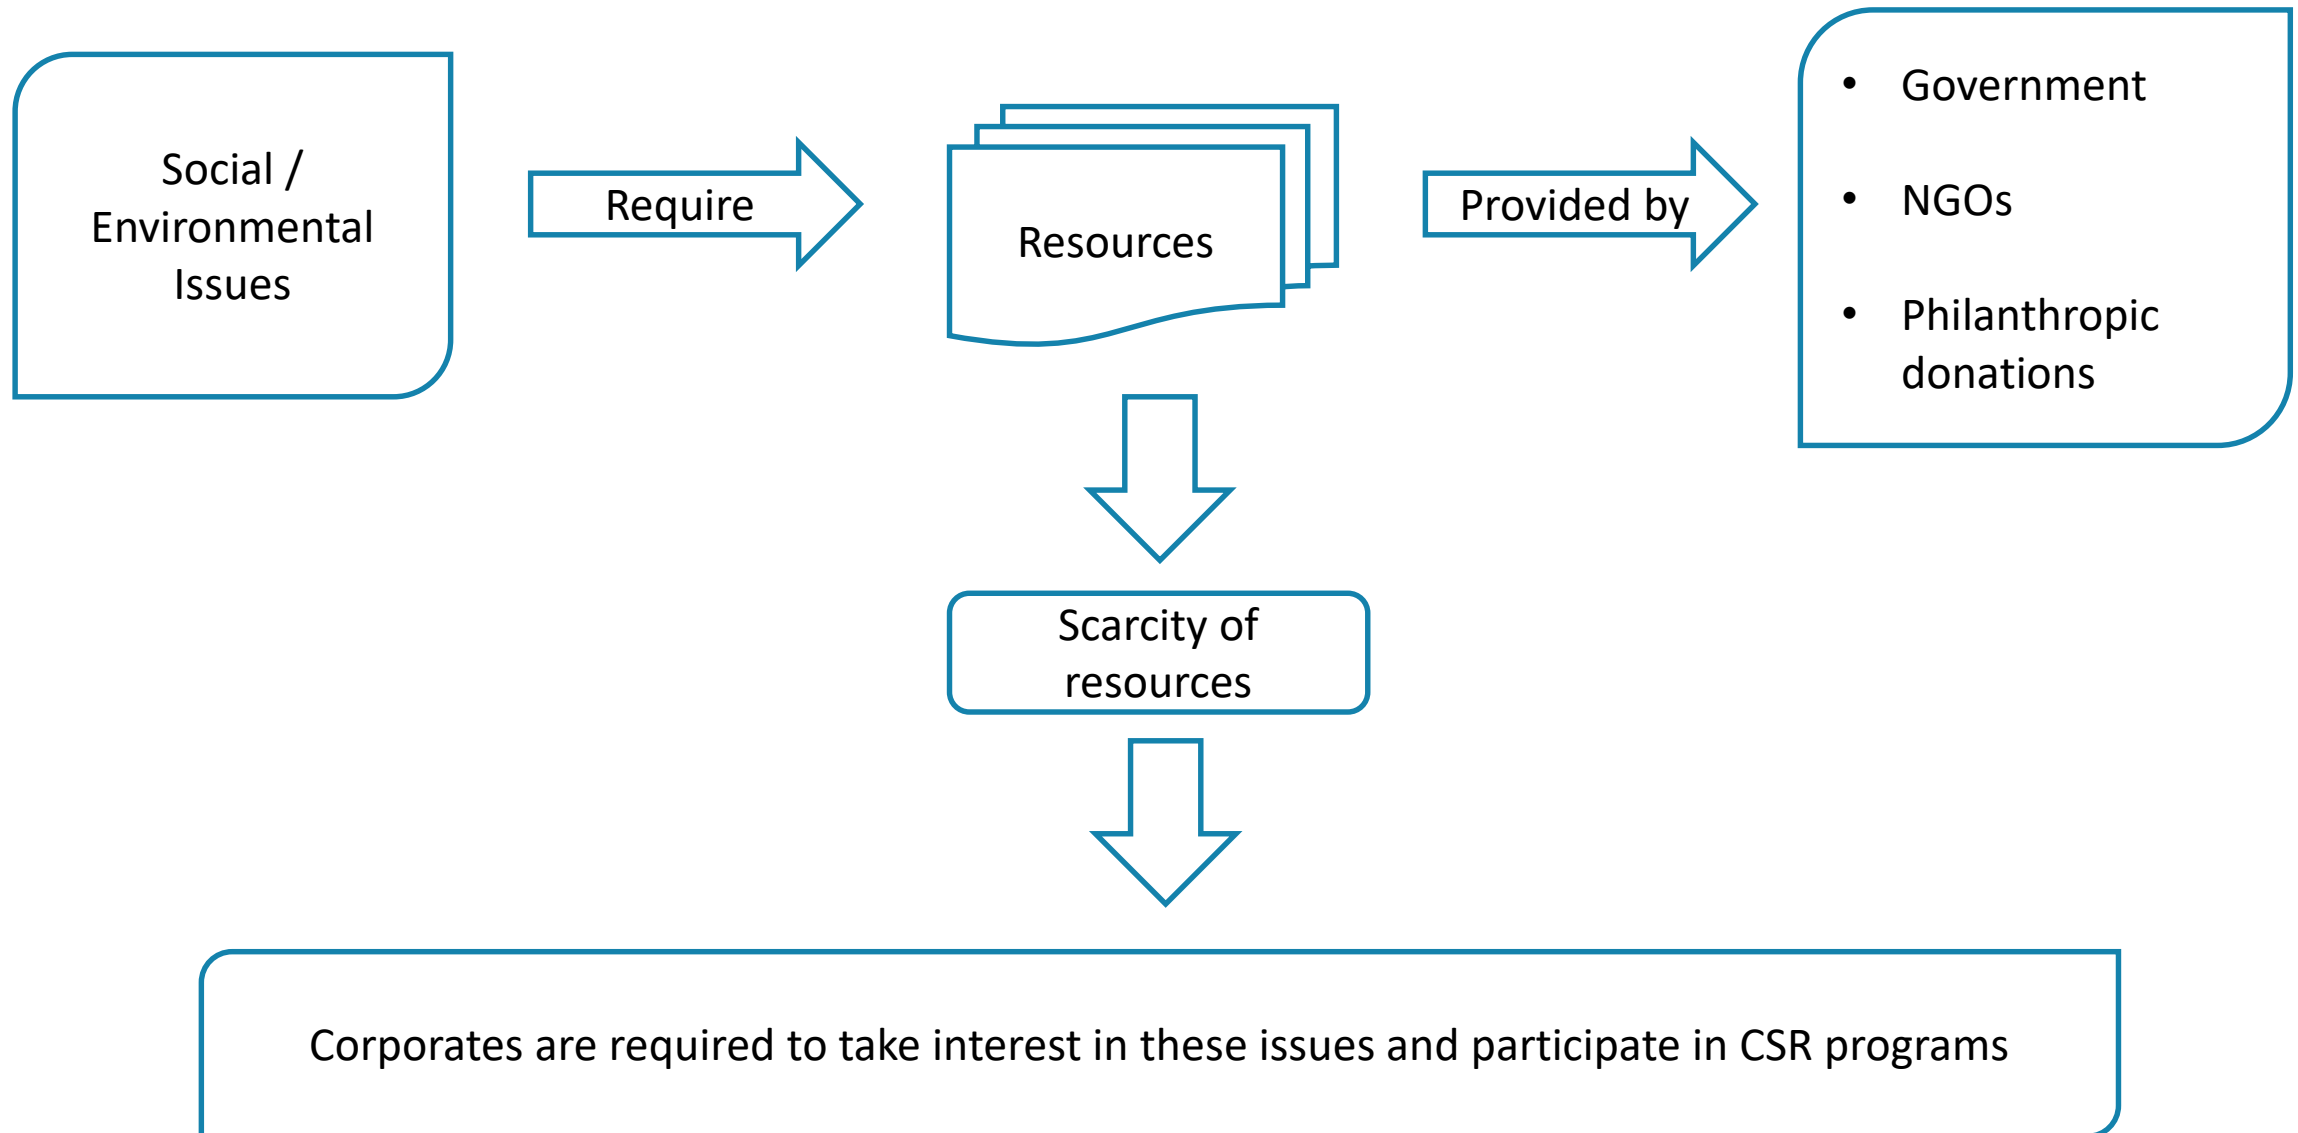 Social /
Environmental
Issues
Require
Resources
Provided by
• Government
• NGOs
• Philanthropic
donations
Scarcity of
resources
Corporates are required to take interest in these issues and participate in CSR programs